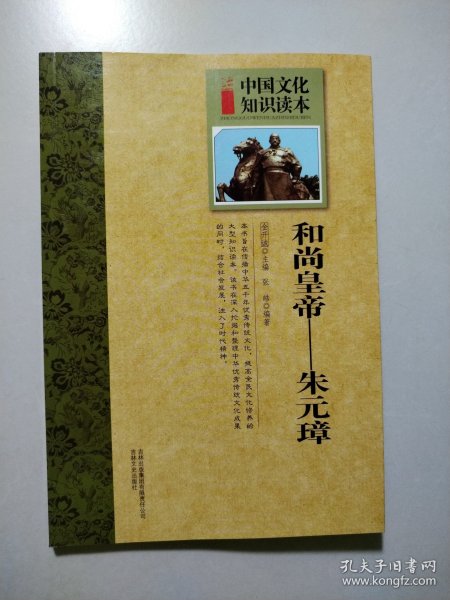 中国文化
知识读本
ZHONGGUOWENHUAZHISHIDUBEN
和尚皇帝——朱元璋
金开诚◎主编 张皓◎编著
本书旨在传播中华五千年优秀传统文化，提高全民文化修养的
大型知识读本。该书在深入挖掘和整理中华优秀传统文化成果
的同时，结合社会发展，注入了时代精神。
吉林出版集团有限责任公司
吉林文史出版社
孔夫子旧书网
www.kongfz.com